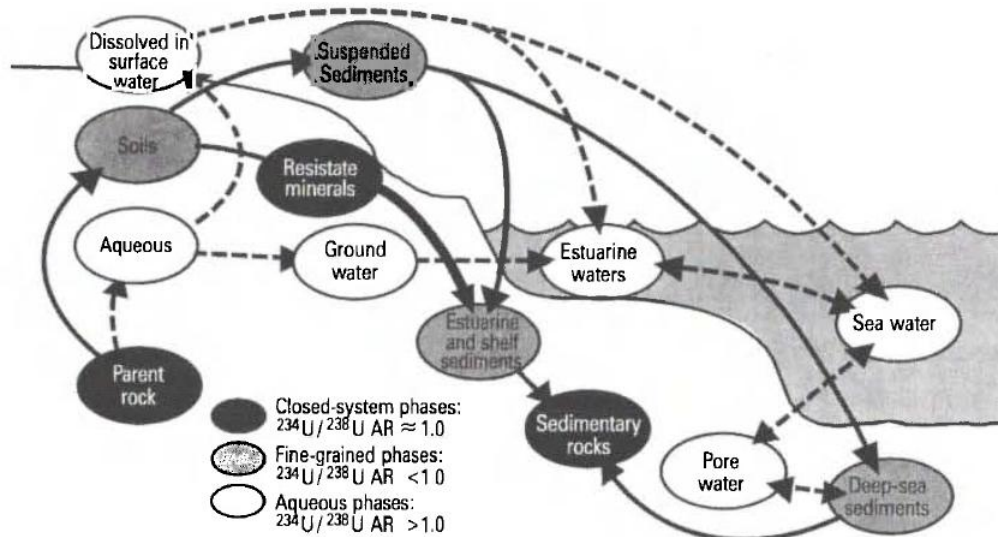 Dissolved in
surface
water
Suspended
Sediments
Soils
Resistate
minerals
Aqueous
Ground
water
Estuarine
waters
Sea water
Estuarine
and shelf
sediments
Parent
rock
Sedimentary
rocks
Pore
water
Deep-sea
sediments
Closed-system phases:
²³⁴U/²³⁸U AR ≈ 1.0
Fine-grained phases:
²³⁴U/²³⁸U AR <1 0
Aqueous phases:
²³⁴U/²³⁸U AR >1.0